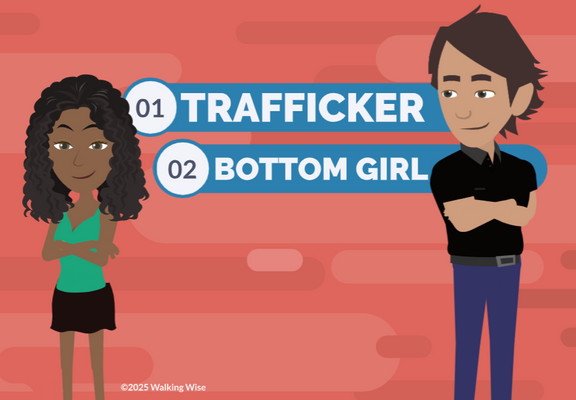 01 TRAFFICKER
02 BOTTOM GIRL
©2025 Walking Wise